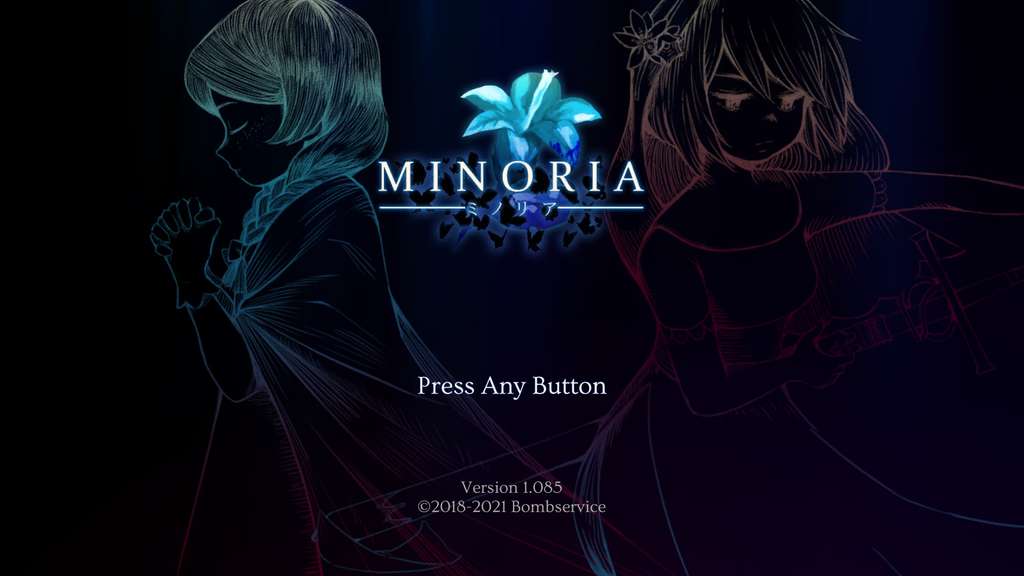 MINORIA
ミノリア
Press Any Button
Version 1.085
©2018-2021 Bombservice